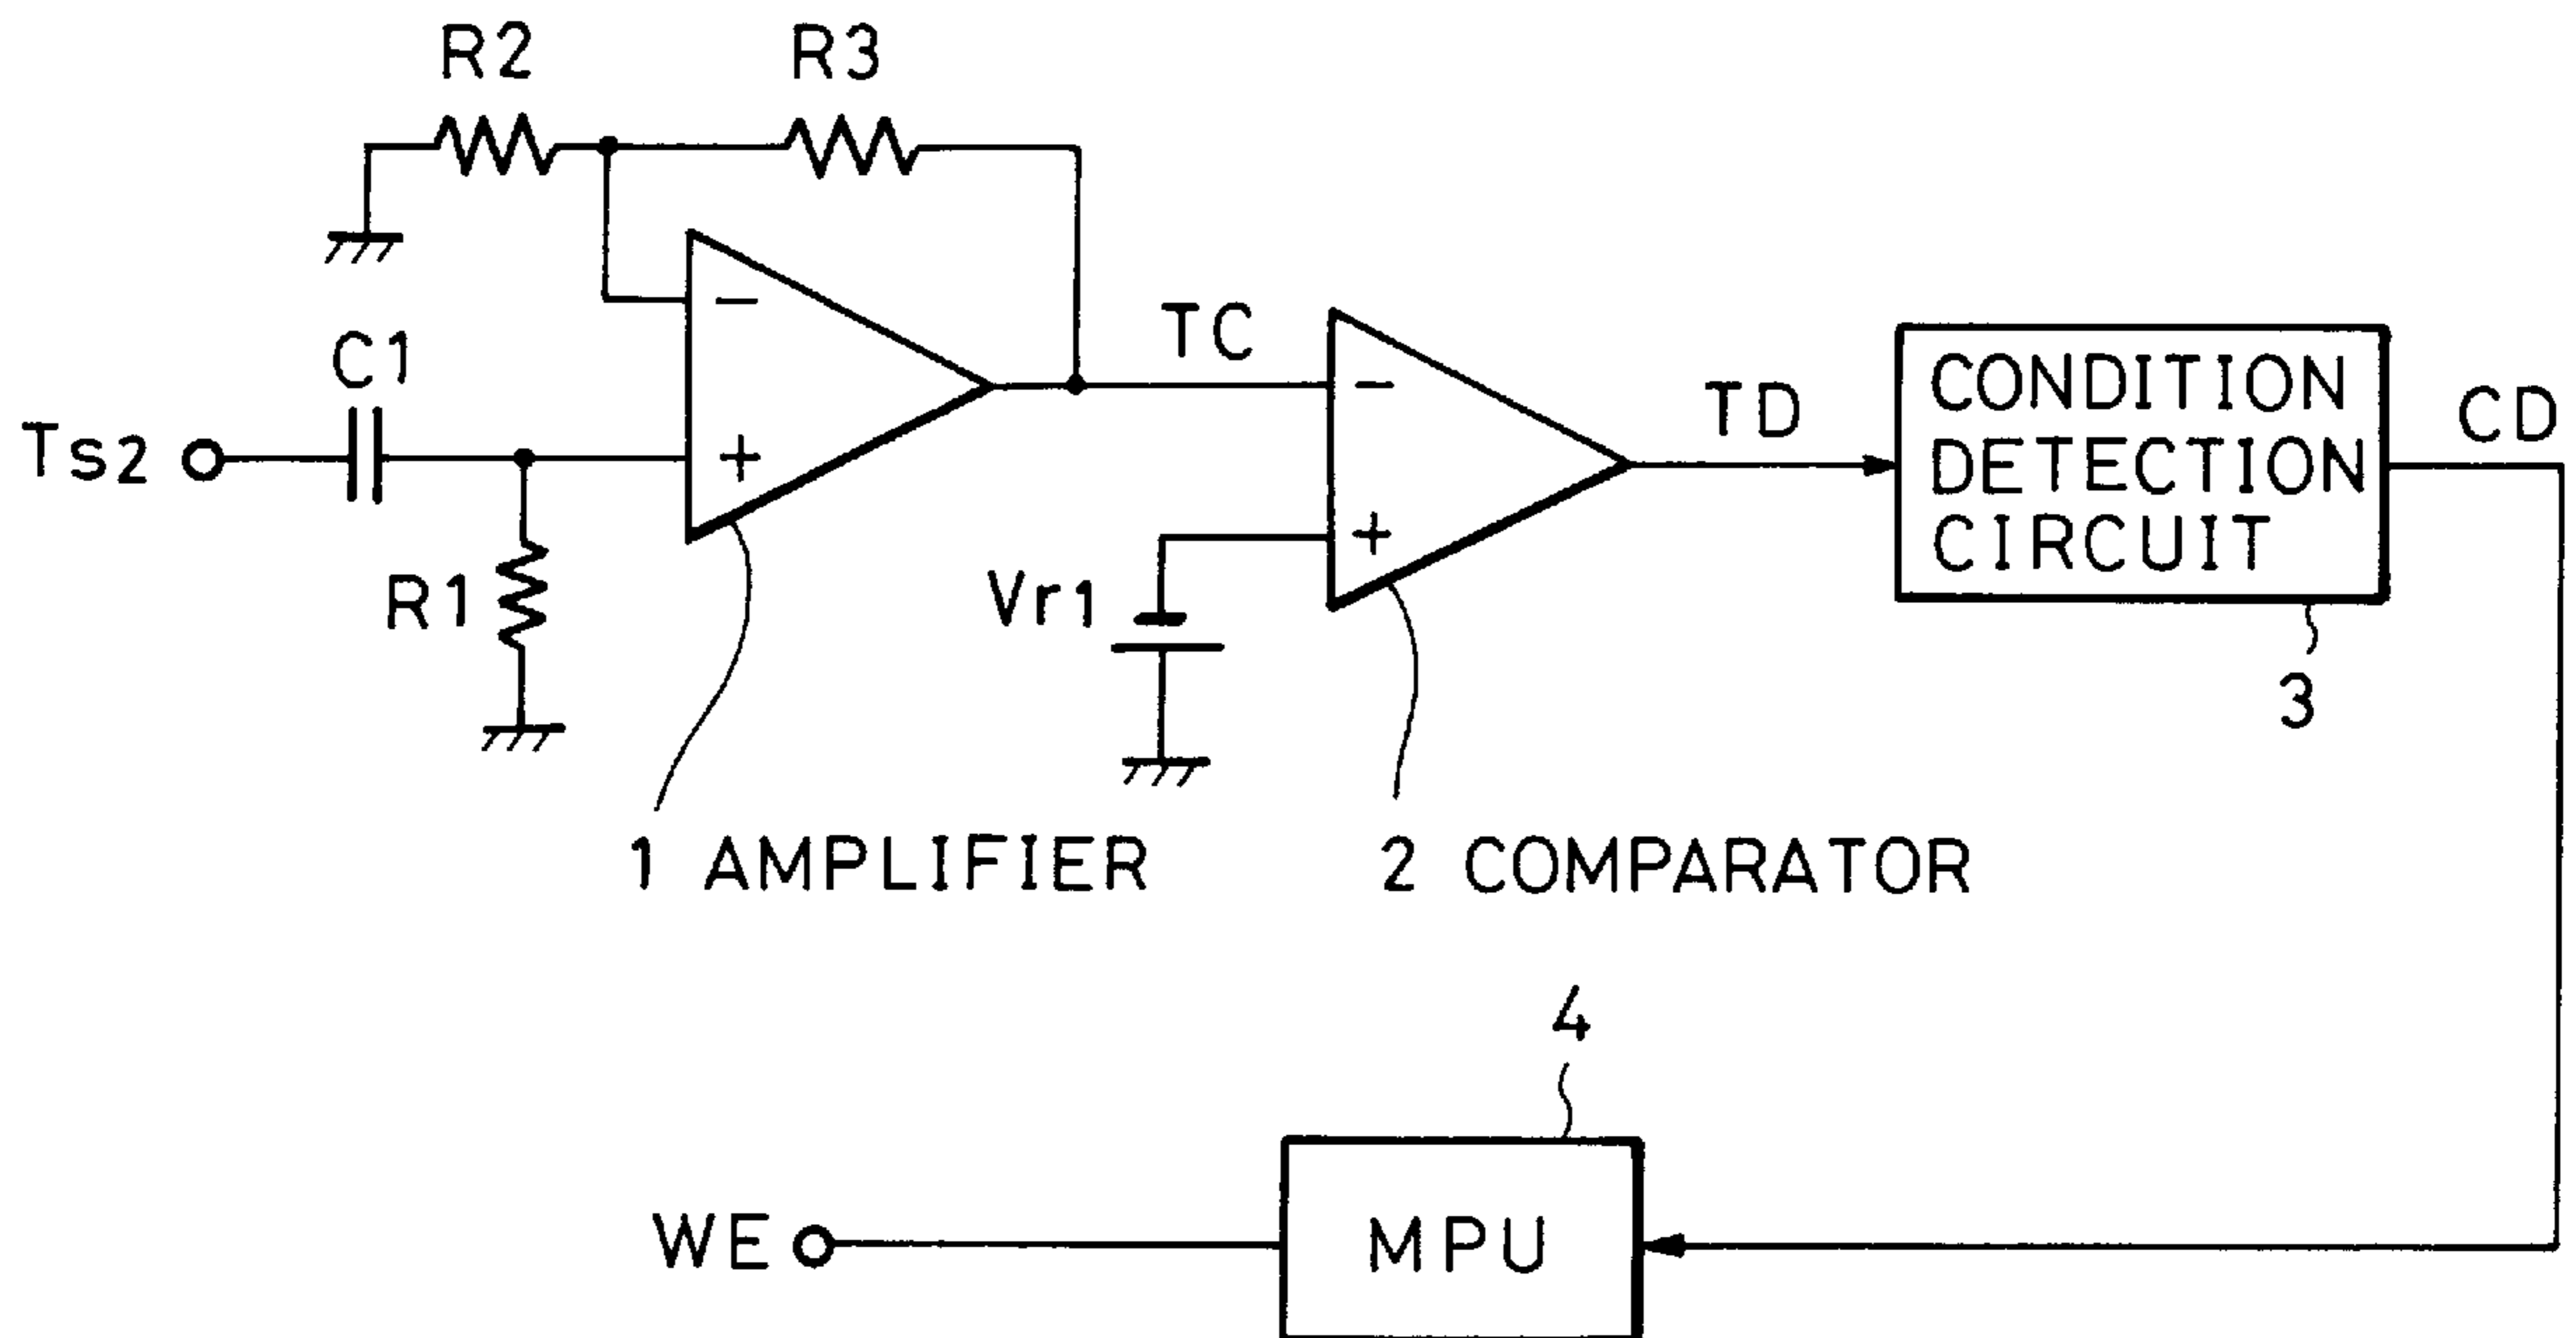 R2
R3
C1
TC
Ts2
−
+
R1
−
+
Vr1
TD
CONDITION
DETECTION
CIRCUIT
CD
3
1 AMPLIFIER
2 COMPARATOR
4
WE
MPU